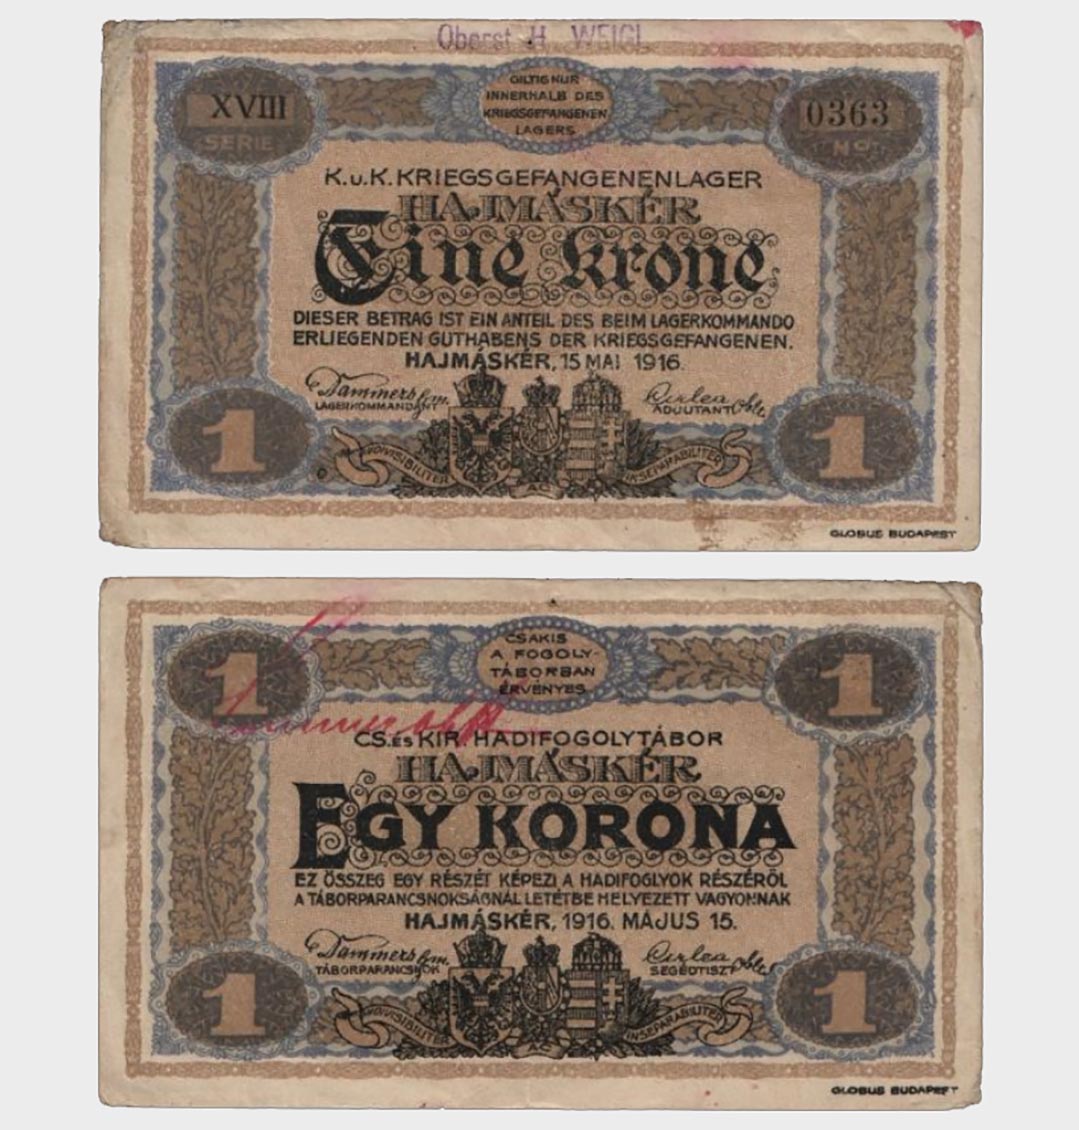 Oberst H. WEIGL
XVIII
SERIE
GILTIG NUR
INNERHALB DES
KRIEGSGEFANGENEN
LAGERS
0363
No
K.u.K. KRIEGSGEFANGENENLAGER
HAJMÁSKÉR
Eine Krone
DIESER BETRAG IST EIN ANTEIL DES BEIM LAGERKOMMANDO
ERLIEGENDEN GUTHABENS DER KRIEGSGEFANGENEN.
HAJMÁSKÉR, 15 MAI 1916.
LAGERKOMMANDANT
ADJUTANT
1
INDIVISIBILITER
INSEPARABILITER
1
GLOBUS BUDAPEST
1
CSAKIS
A FOGOLY-
TÁBORBAN
ÉRVÉNYES
1
CS. ÉS KIR. HADIFOGOLYTÁBOR
HAJMÁSKÉR
EGY KORONA
EZ ÖSSZEG EGY RÉSZÉT KÉPEZI A HADIFOGLYOK RÉSZÉRŐL
A TÁBORPARANCSNOKSÁGNÁL LETÉTBE HELYEZETT VAGYONNAK
HAJMÁSKÉR, 1916. MÁJUS 15.
TÁBORPARANCSNOK
SEGÉDTISZT
1
INDIVISIBILITER
INSEPARABILITER
1
GLOBUS BUDAPEST